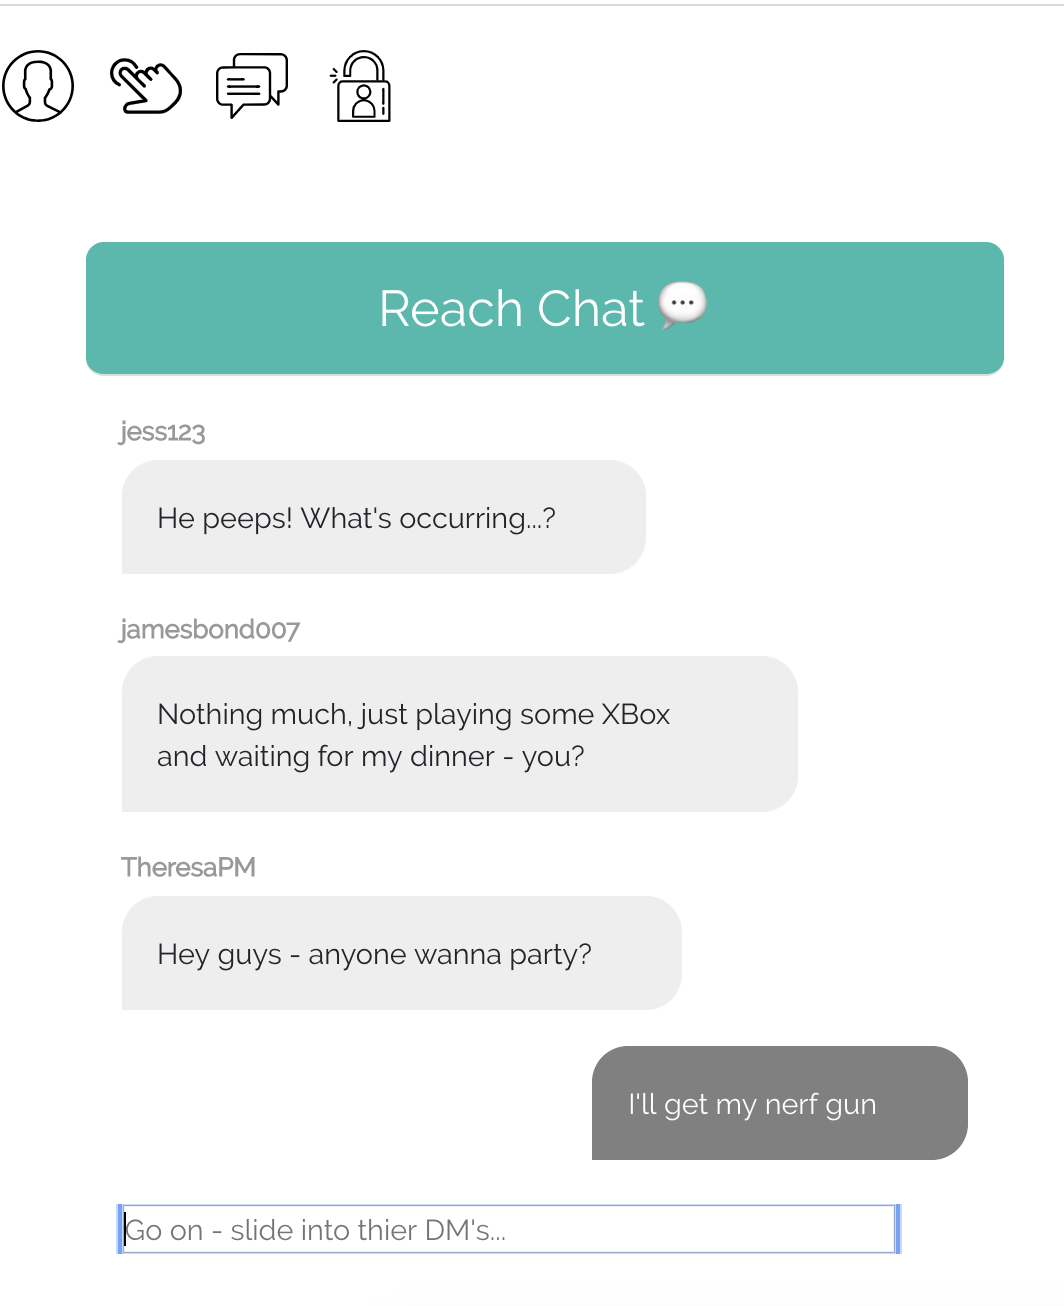 Reach Chat 💬
jess123
He peeps! What's occurring...?
jamesbond007
Nothing much, just playing some XBox
and waiting for my dinner - you?
TheresaPM
Hey guys - anyone wanna party?
I'll get my nerf gun
Go on - slide into thier DM's...